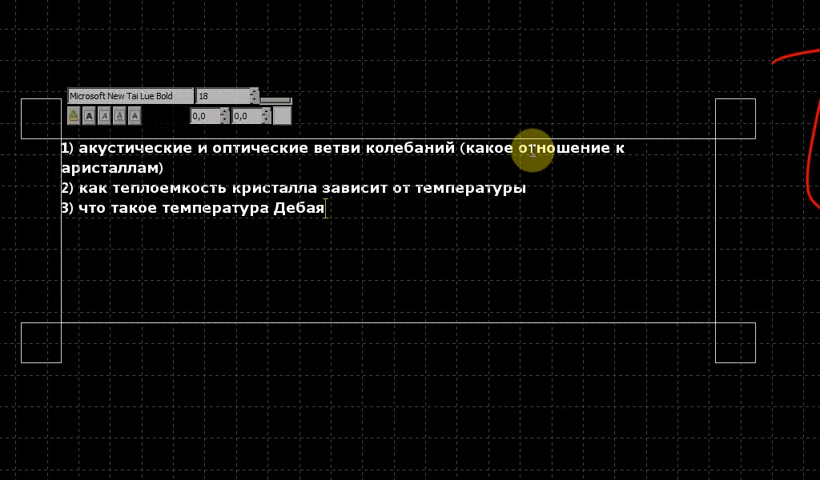 Microsoft New Tai Lue Bold 18
A A A A A 0,0 0,0
1) акустические и оптические ветви колебаний (какое отношение к
аристаллам)
2) как теплоемкость кристалла зависит от температуры
3) что такое температура Дебая